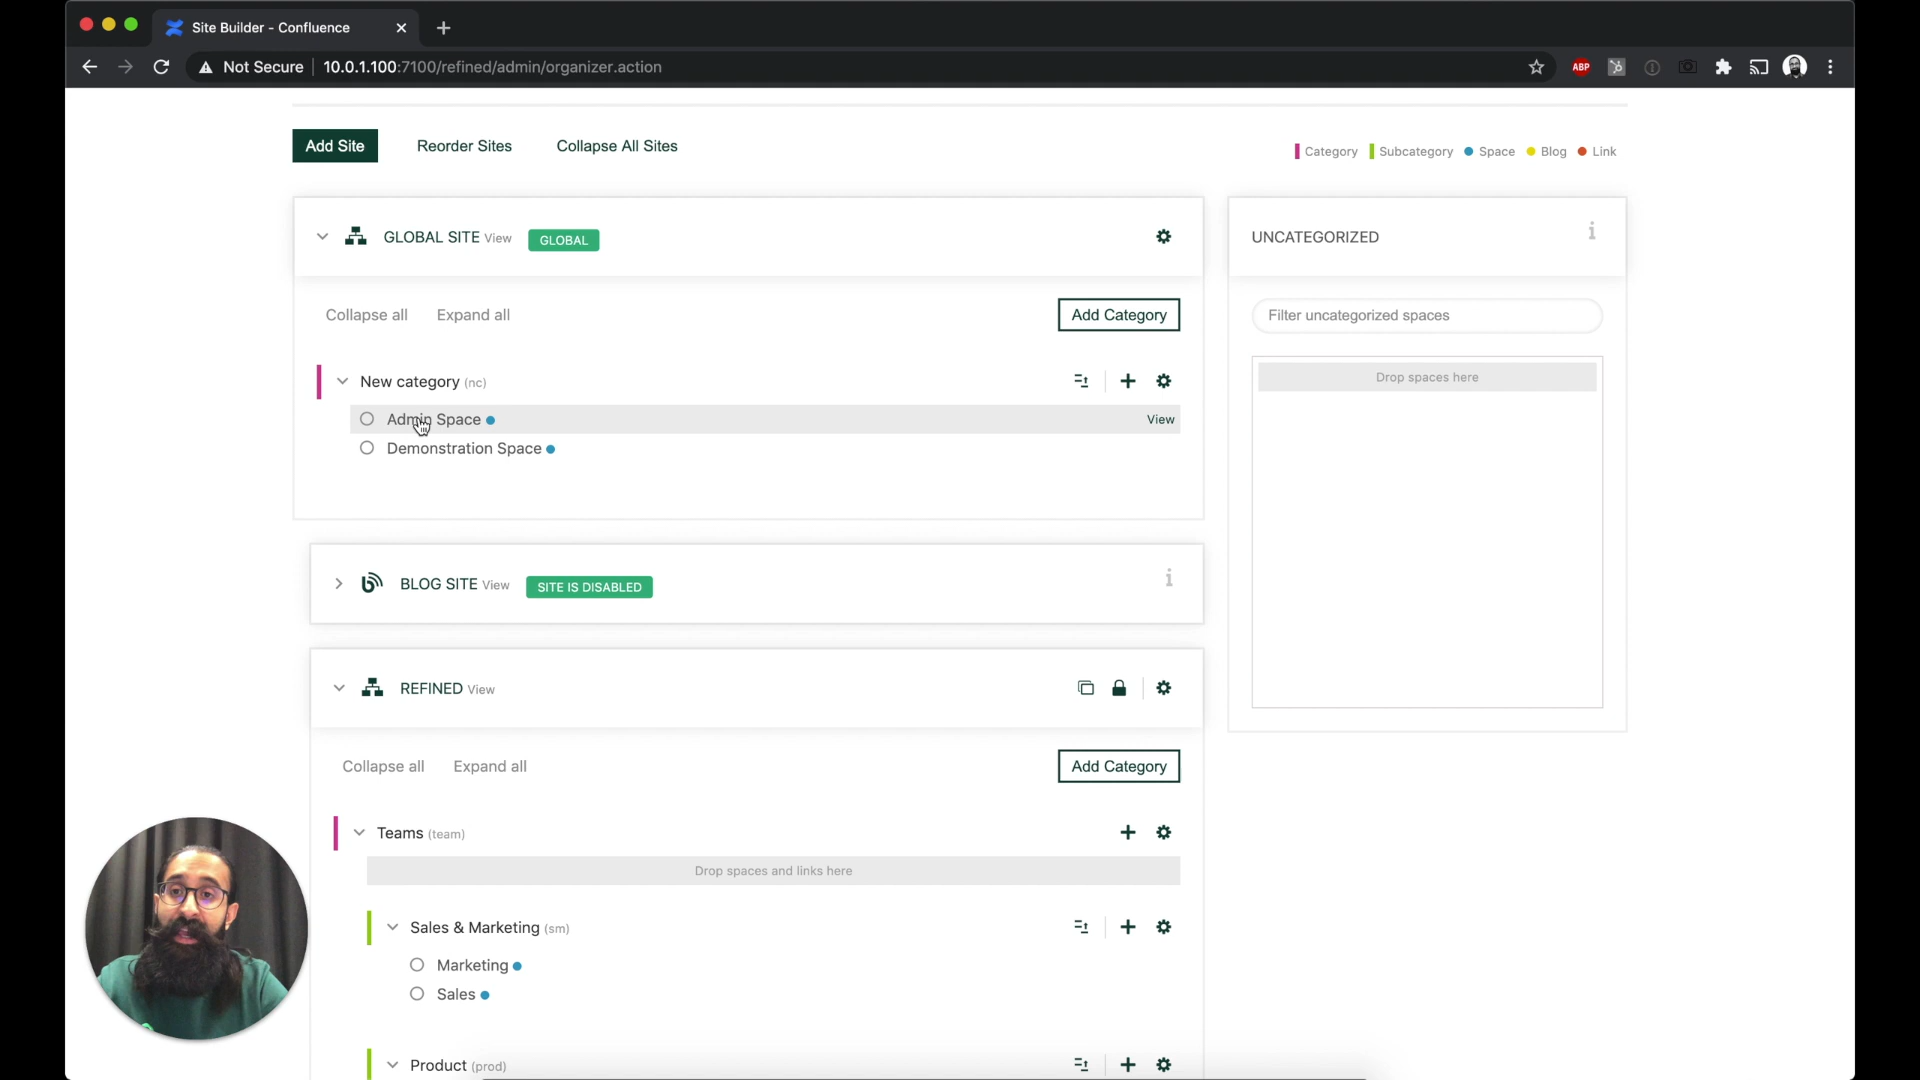 Site Builder - Confluence
Not Secure
10.0.1.100:7100/refined/admin/organizer.action
ABP
Add Site
Reorder Sites
Collapse All Sites
Category
Subcategory
Space
Blog
Link
GLOBAL SITE View
GLOBAL
Collapse all
Expand all
Add Category
New category (nc)
Admin Space
View
Demonstration Space
UNCATEGORIZED
Filter uncategorized spaces
Drop spaces here
BLOG SITE View
SITE IS DISABLED
REFINED View
Collapse all
Expand all
Add Category
Teams (team)
Drop spaces and links here
Sales & Marketing (sm)
Marketing
Sales
Product (prod)